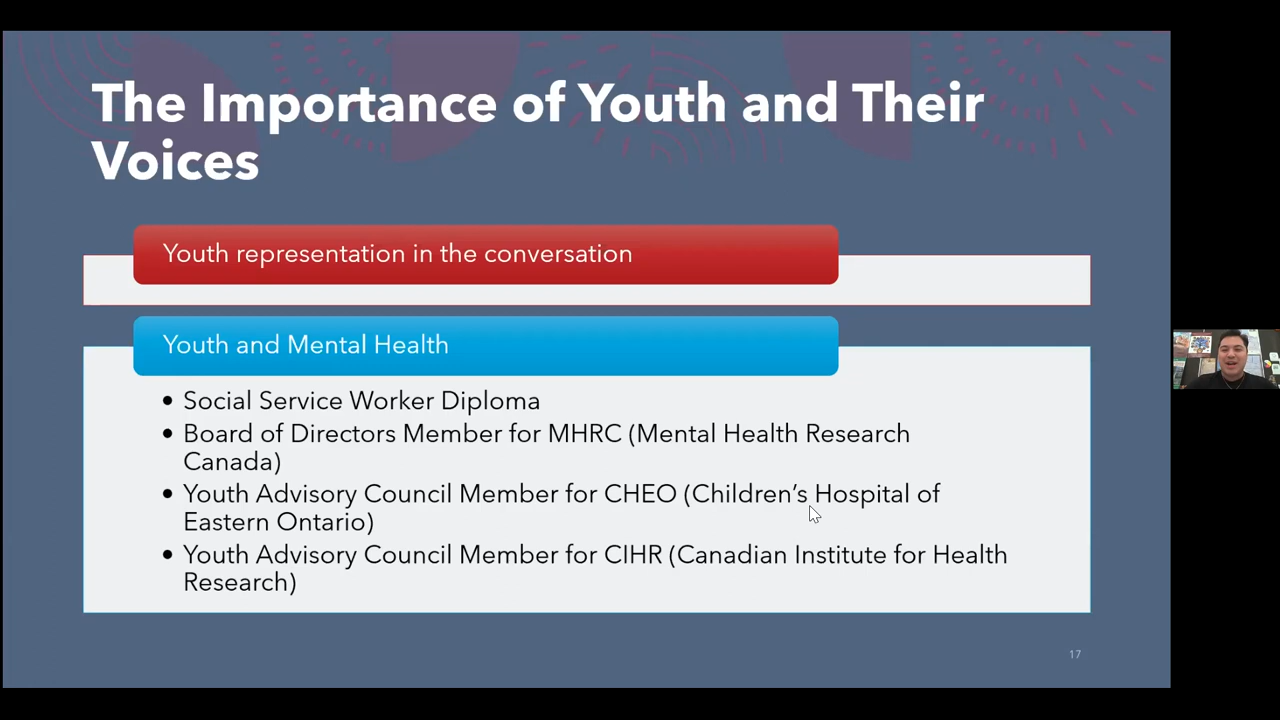 The Importance of Youth and Their
Voices
Youth representation in the conversation
Youth and Mental Health
• Social Service Worker Diploma
• Board of Directors Member for MHRC (Mental Health Research
Canada)
• Youth Advisory Council Member for CHEO (Children’s Hospital of
Eastern Ontario)
• Youth Advisory Council Member for CIHR (Canadian Institute for Health
Research)
17